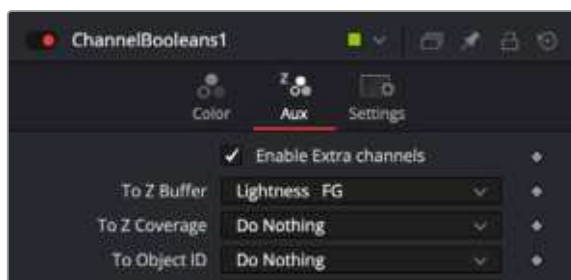 ChannelBooleans1
Z
Color Aux Settings
Enable Extra channels
To Z Buffer Lightness FG
To Z Coverage Do Nothing
To Object ID Do Nothing